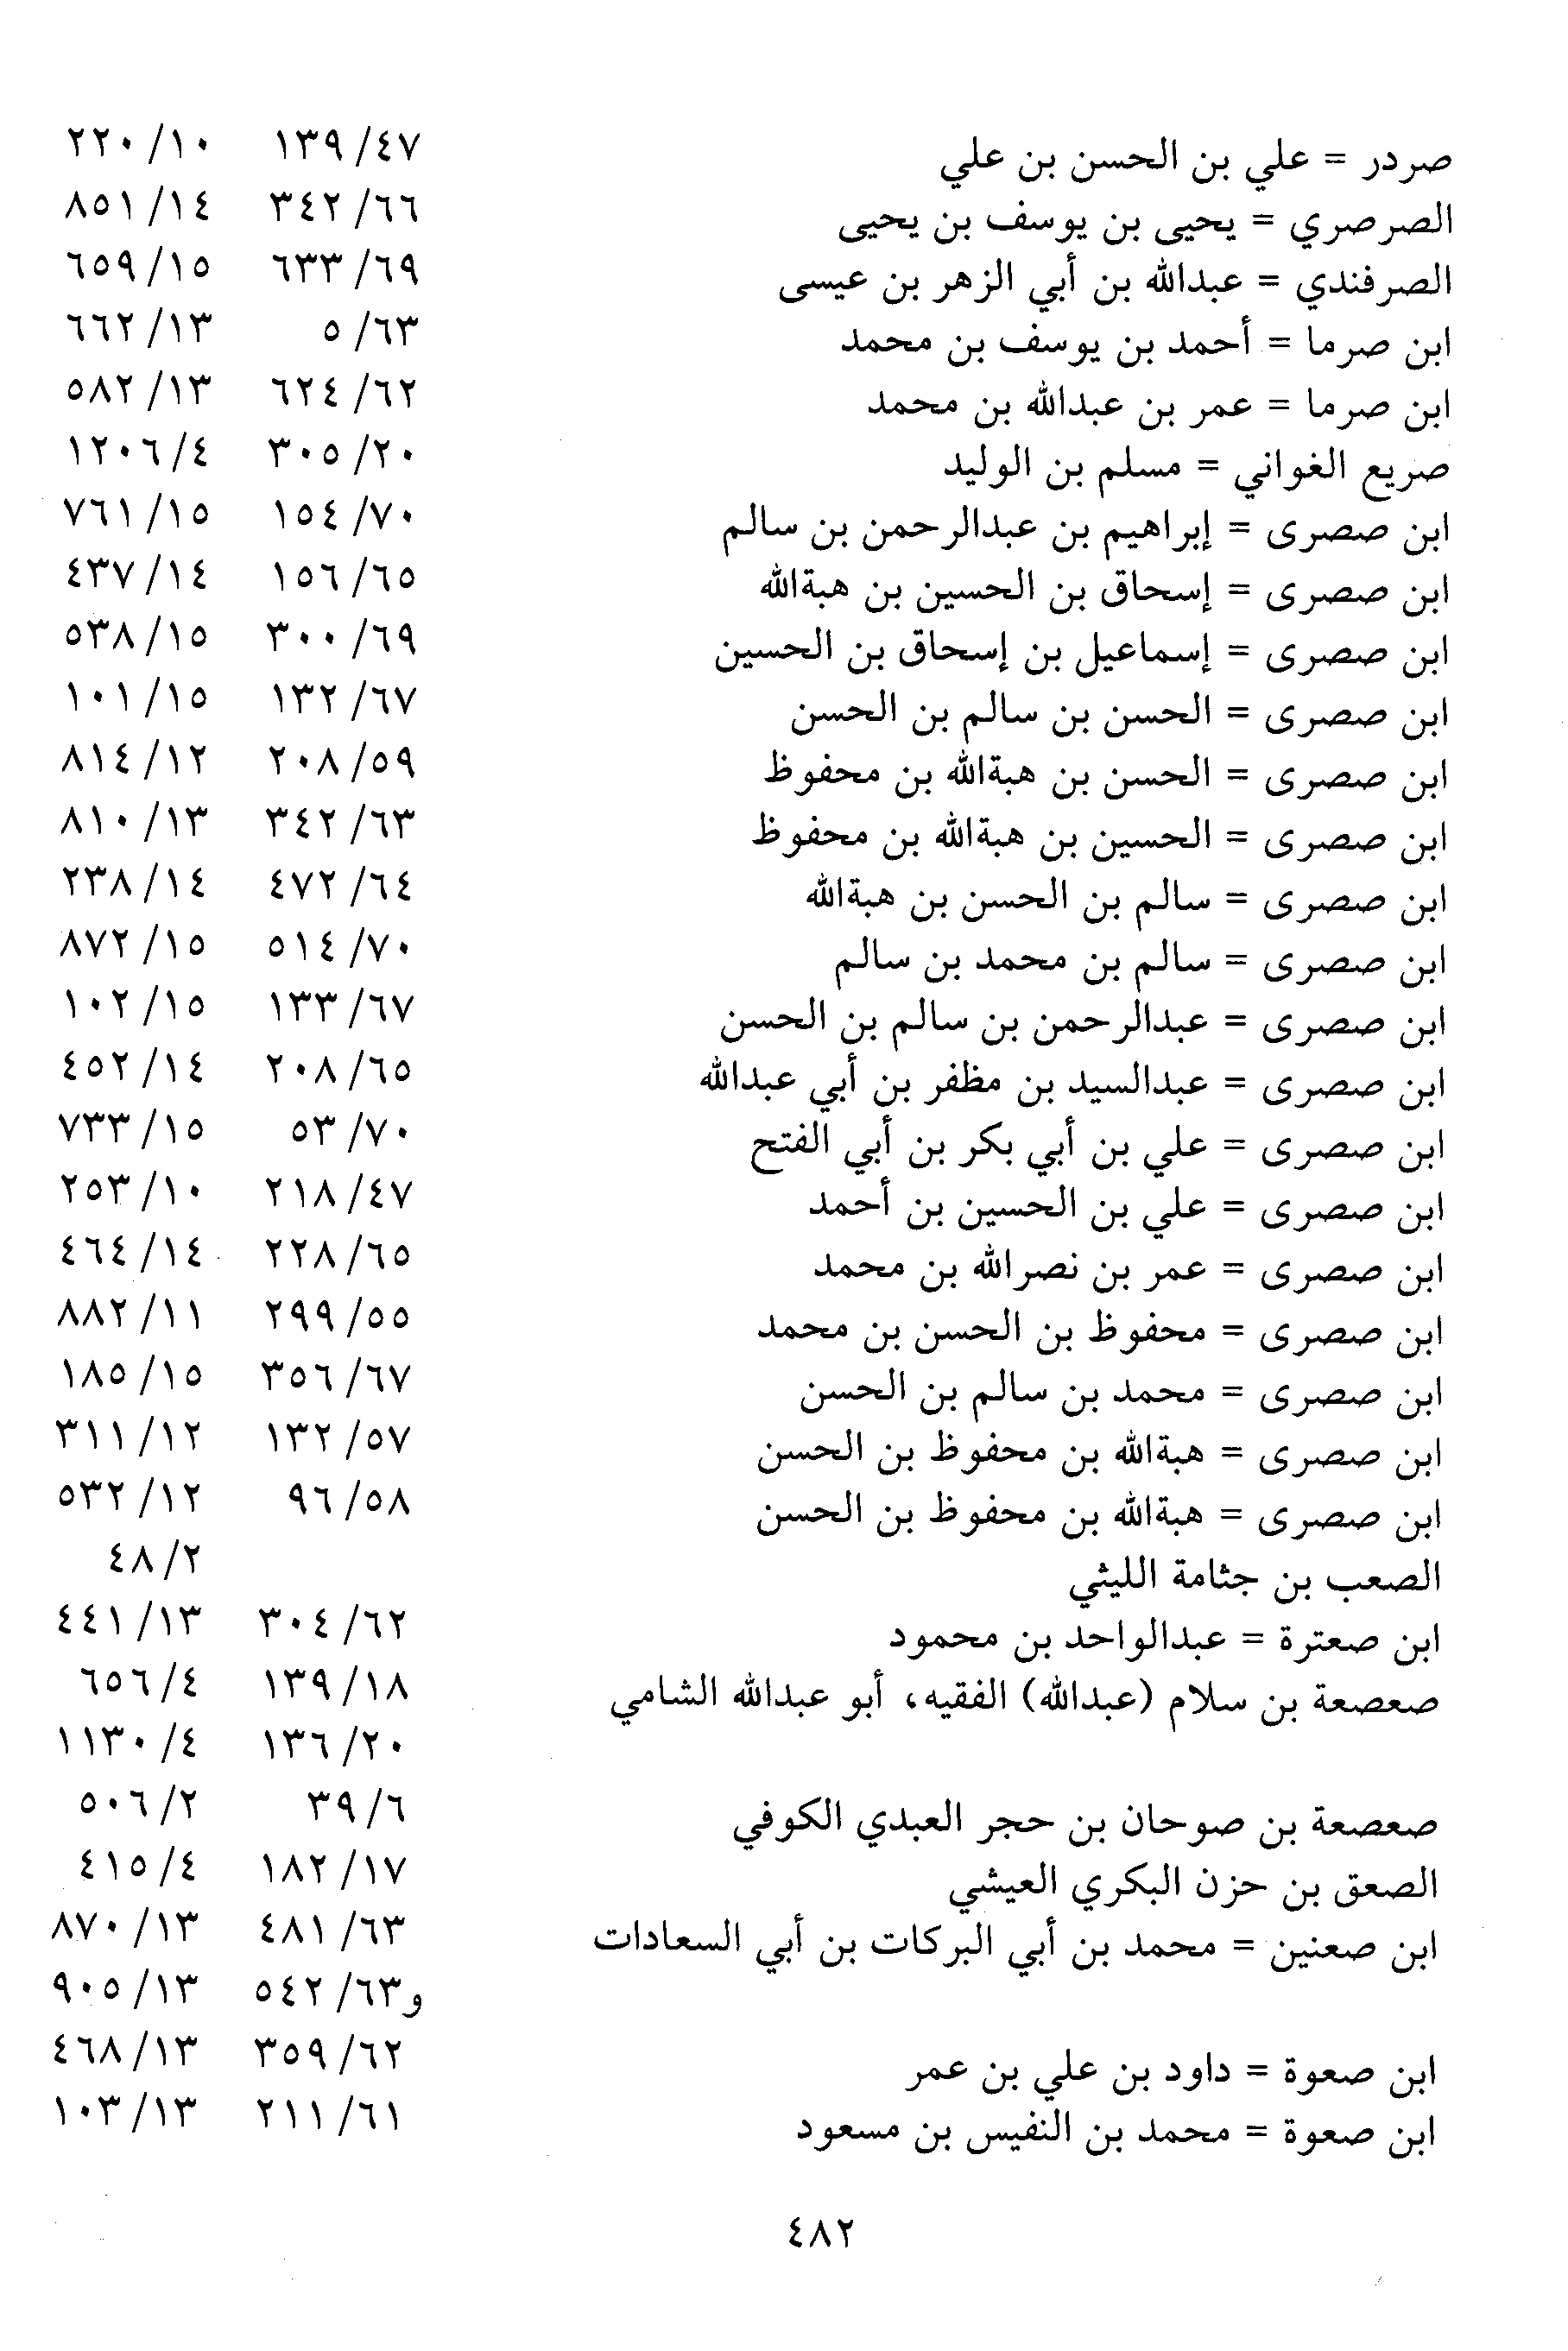 صردر = علي بن الحسن بن علي ٤٧/ ١٣٩ ١٠/ ٢٢٠
الصرصري = يحيى بن يوسف بن يحيى ٦٦/ ٣٤٢ ١٤/ ٨٥١
الصرفندي = عبدالله بن أبي الزهر بن عيسى ٦٩/ ٦٣٣ ١٥/ ٦٥٩
ابن صرما = أحمد بن يوسف بن محمد ٦٣/ ٥ ١٣/ ٦٦٢
ابن صرما = عمر بن عبدالله بن محمد ٦٢/ ٦٢٤ ١٣/ ٥٨٢
صريع الغواني = مسلم بن الوليد ٢٠/ ٣٠٥ ٤/ ١٢٠٦
ابن صصرى = إبراهيم بن عبدالرحمن بن سالم ٧٠/ ١٥٤ ١٥/ ٧٦١
ابن صصرى = إسحاق بن الحسين بن هبةالله ٦٥/ ١٥٦ ١٤/ ٤٣٧
ابن صصرى = إسماعيل بن إسحاق بن الحسين ٦٩/ ٣٠٠ ١٥/ ٥٣٨
ابن صصرى = الحسن بن سالم بن الحسن ٦٧/ ١٣٢ ١٥/ ١٠١
ابن صصرى = الحسن بن هبةالله بن محفوظ ٥٩/ ٢٠٨ ١٢/ ٨١٤
ابن صصرى = الحسين بن هبةالله بن محفوظ ٦٣/ ٣٤٢ ١٣/ ٨١٠
ابن صصرى = سالم بن الحسن بن هبةالله ٦٤/ ٤٧٢ ١٤/ ٢٣٨
ابن صصرى = سالم بن محمد بن سالم ٧٠/ ٥١٤ ١٥/ ٨٧٢
ابن صصرى = عبدالرحمن بن سالم بن الحسن ٦٧/ ١٣٣ ١٥/ ١٠٢
ابن صصرى = عبدالسيد بن مظفر بن أبي عبدالله ٦٥/ ٢٠٨ ١٤/ ٤٥٢
ابن صصرى = علي بن أبي بكر بن أبي الفتح ٧٠/ ٥٣ ١٥/ ٧٣٣
ابن صصرى = علي بن الحسين بن أحمد ٤٧/ ٢١٨ ١٠/ ٢٥٣
ابن صصرى = عمر بن نصرالله بن محمد ٦٥/ ٢٢٨ ١٤/ ٤٦٤
ابن صصرى = محفوظ بن الحسن بن محمد ٥٥/ ٢٩٩ ١١/ ٨٨٢
ابن صصرى = محمد بن سالم بن الحسن ٦٧/ ٣٥٦ ١٥/ ١٨٥
ابن صصرى = هبةالله بن محفوظ بن الحسن ٥٧/ ١٣٢ ١٢/ ٣١١
ابن صصرى = هبةالله بن محفوظ بن الحسن ٥٨/ ٩٦ ١٢/ ٥٣٢
الصعب بن جثامة الليثي ٢/ ٤٨
ابن صعترة = عبدالواحد بن محمود ٦٢/ ٣٠٤ ١٣/ ٤٤١
صعصعة بن سلام (عبدالله) الفقيه، أبو عبدالله الشامي ١٨/ ١٣٩ ٤/ ٦٥٦
٢٠/ ١٣٦ ٤/ ١١٣٠
صعصعة بن صوحان بن حجر العبدي الكوفي ٦/ ٣٩ ٢/ ٥٠٦
الصعق بن حزن البكري العيشي ١٧/ ١٨٢ ٤/ ٤١٥
ابن صعنين = محمد بن أبي البركات بن أبي السعادات ٦٣/ ٤٨١ ١٣/ ٨٧٠
و٦٣/ ٥٤٢ ١٣/ ٩٠٥
ابن صعوة = داود بن علي بن عمر ٦٢/ ٣٥٩ ١٣/ ٤٦٨
ابن صعوة = محمد بن النفيس بن مسعود ٦١/ ٢١١ ١٣/ ١٠٣
٤٨٢